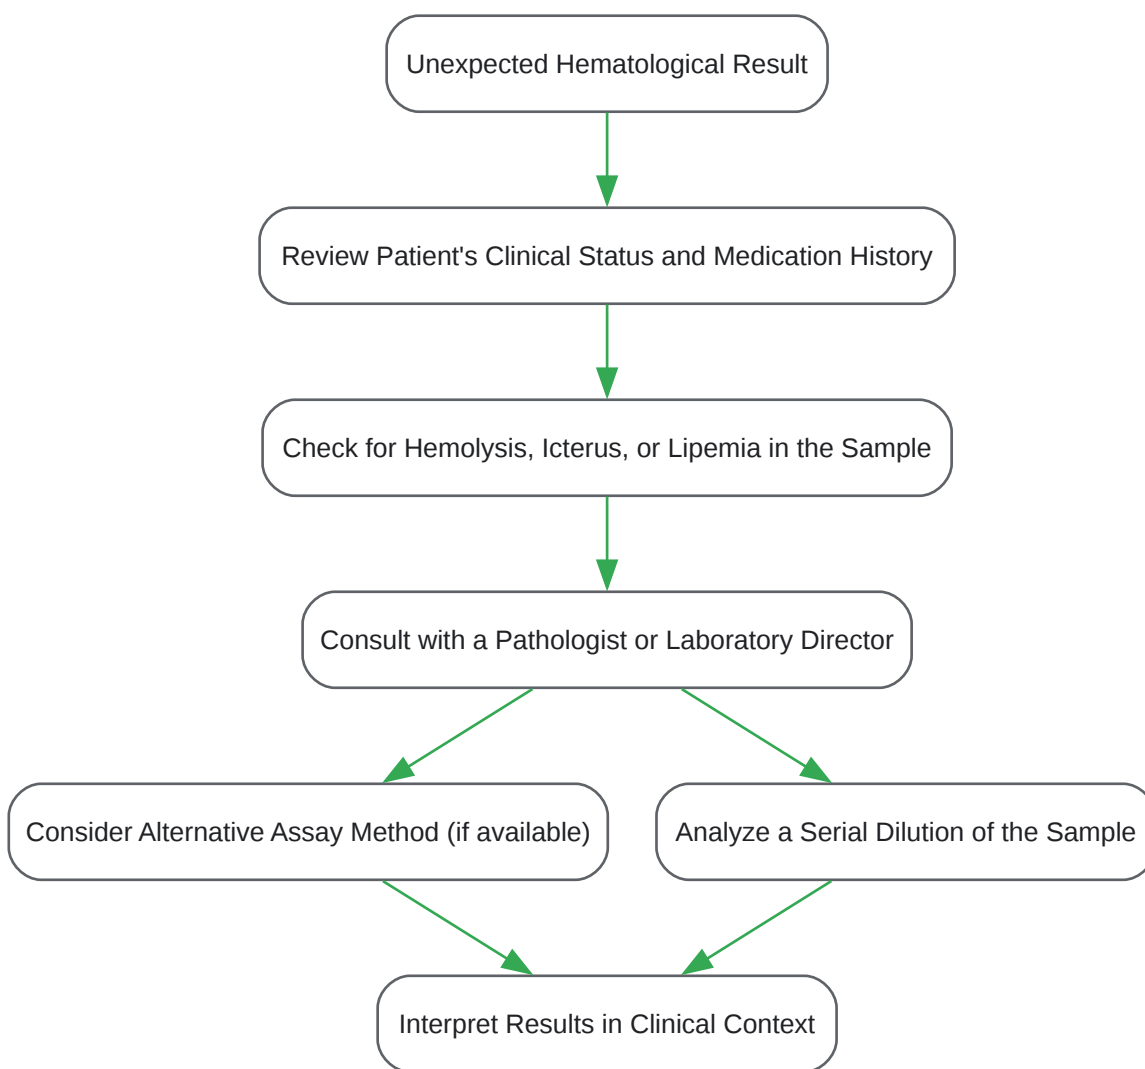 Unexpected Hematological Result
Review Patient's Clinical Status and Medication History
Check for Hemolysis, Icterus, or Lipemia in the Sample
Consult with a Pathologist or Laboratory Director
Consider Alternative Assay Method (if available)
Analyze a Serial Dilution of the Sample
Interpret Results in Clinical Context